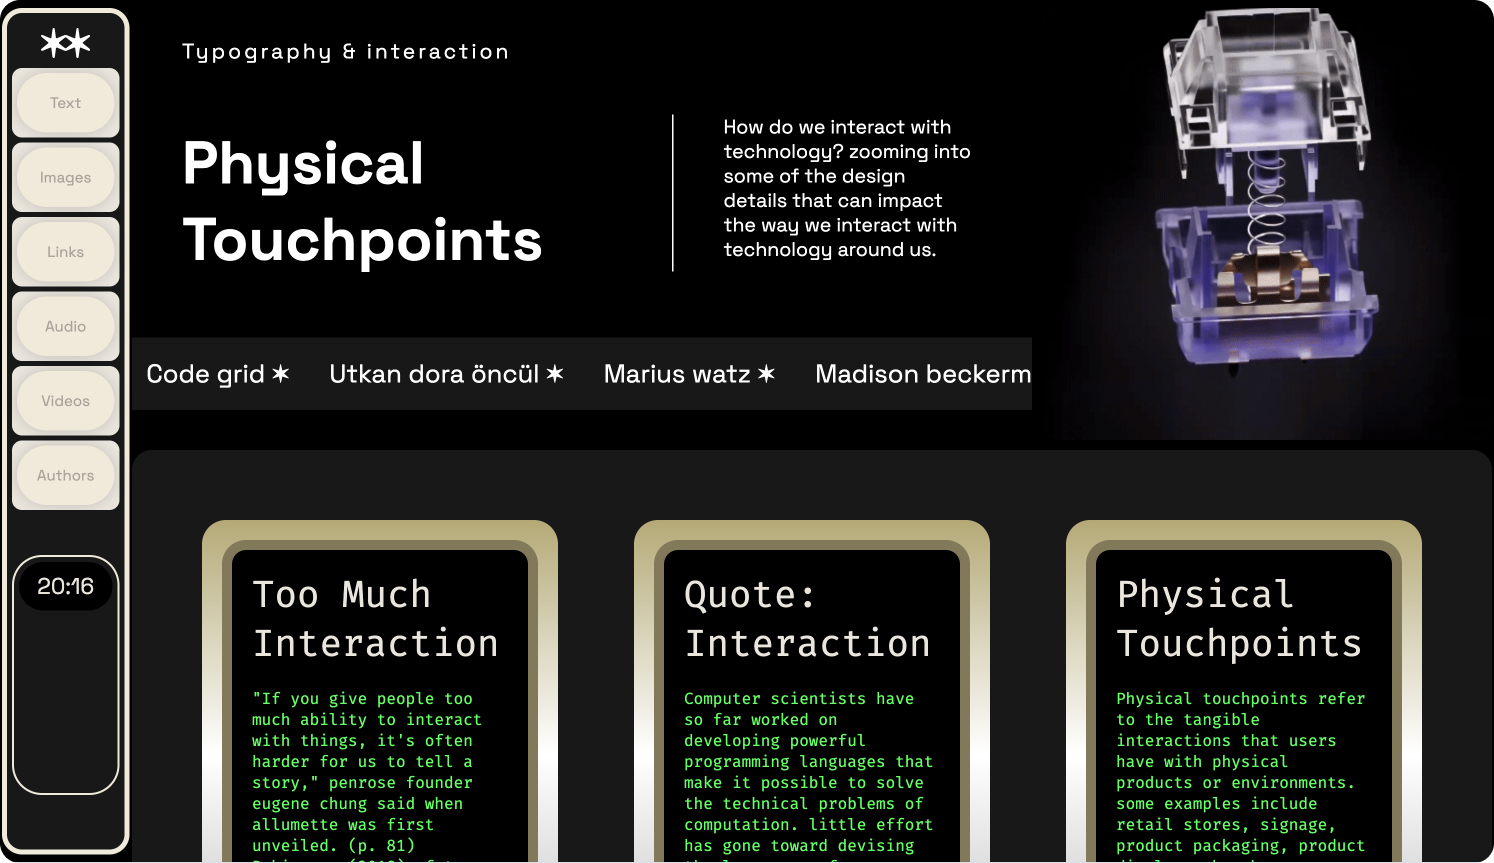 Text
Images
Links
Audio
Videos
Authors
20:16
Typography & interaction
Physical
Touchpoints
How do we interact with
technology? zooming into
some of the design
details that can impact
the way we interact with
technology around us.
Code grid ✶ Utkan dora öncül ✶ Marius watz ✶ Madison beckerm
Too Much
Interaction
"If you give people too
much ability to interact
with things, it's often
harder for us to tell a
story," penrose founder
eugene chung said when
allumette was first
unveiled. (p. 81)
Quote:
Interaction
Computer scientists have
so far worked on
developing powerful
programming languages that
make it possible to solve
the technical problems of
computation. little effort
has gone toward devising
Physical
Touchpoints
Physical touchpoints refer
to the tangible
interactions that users
have with physical
products or environments.
some examples include
retail stores, signage,
product packaging, product